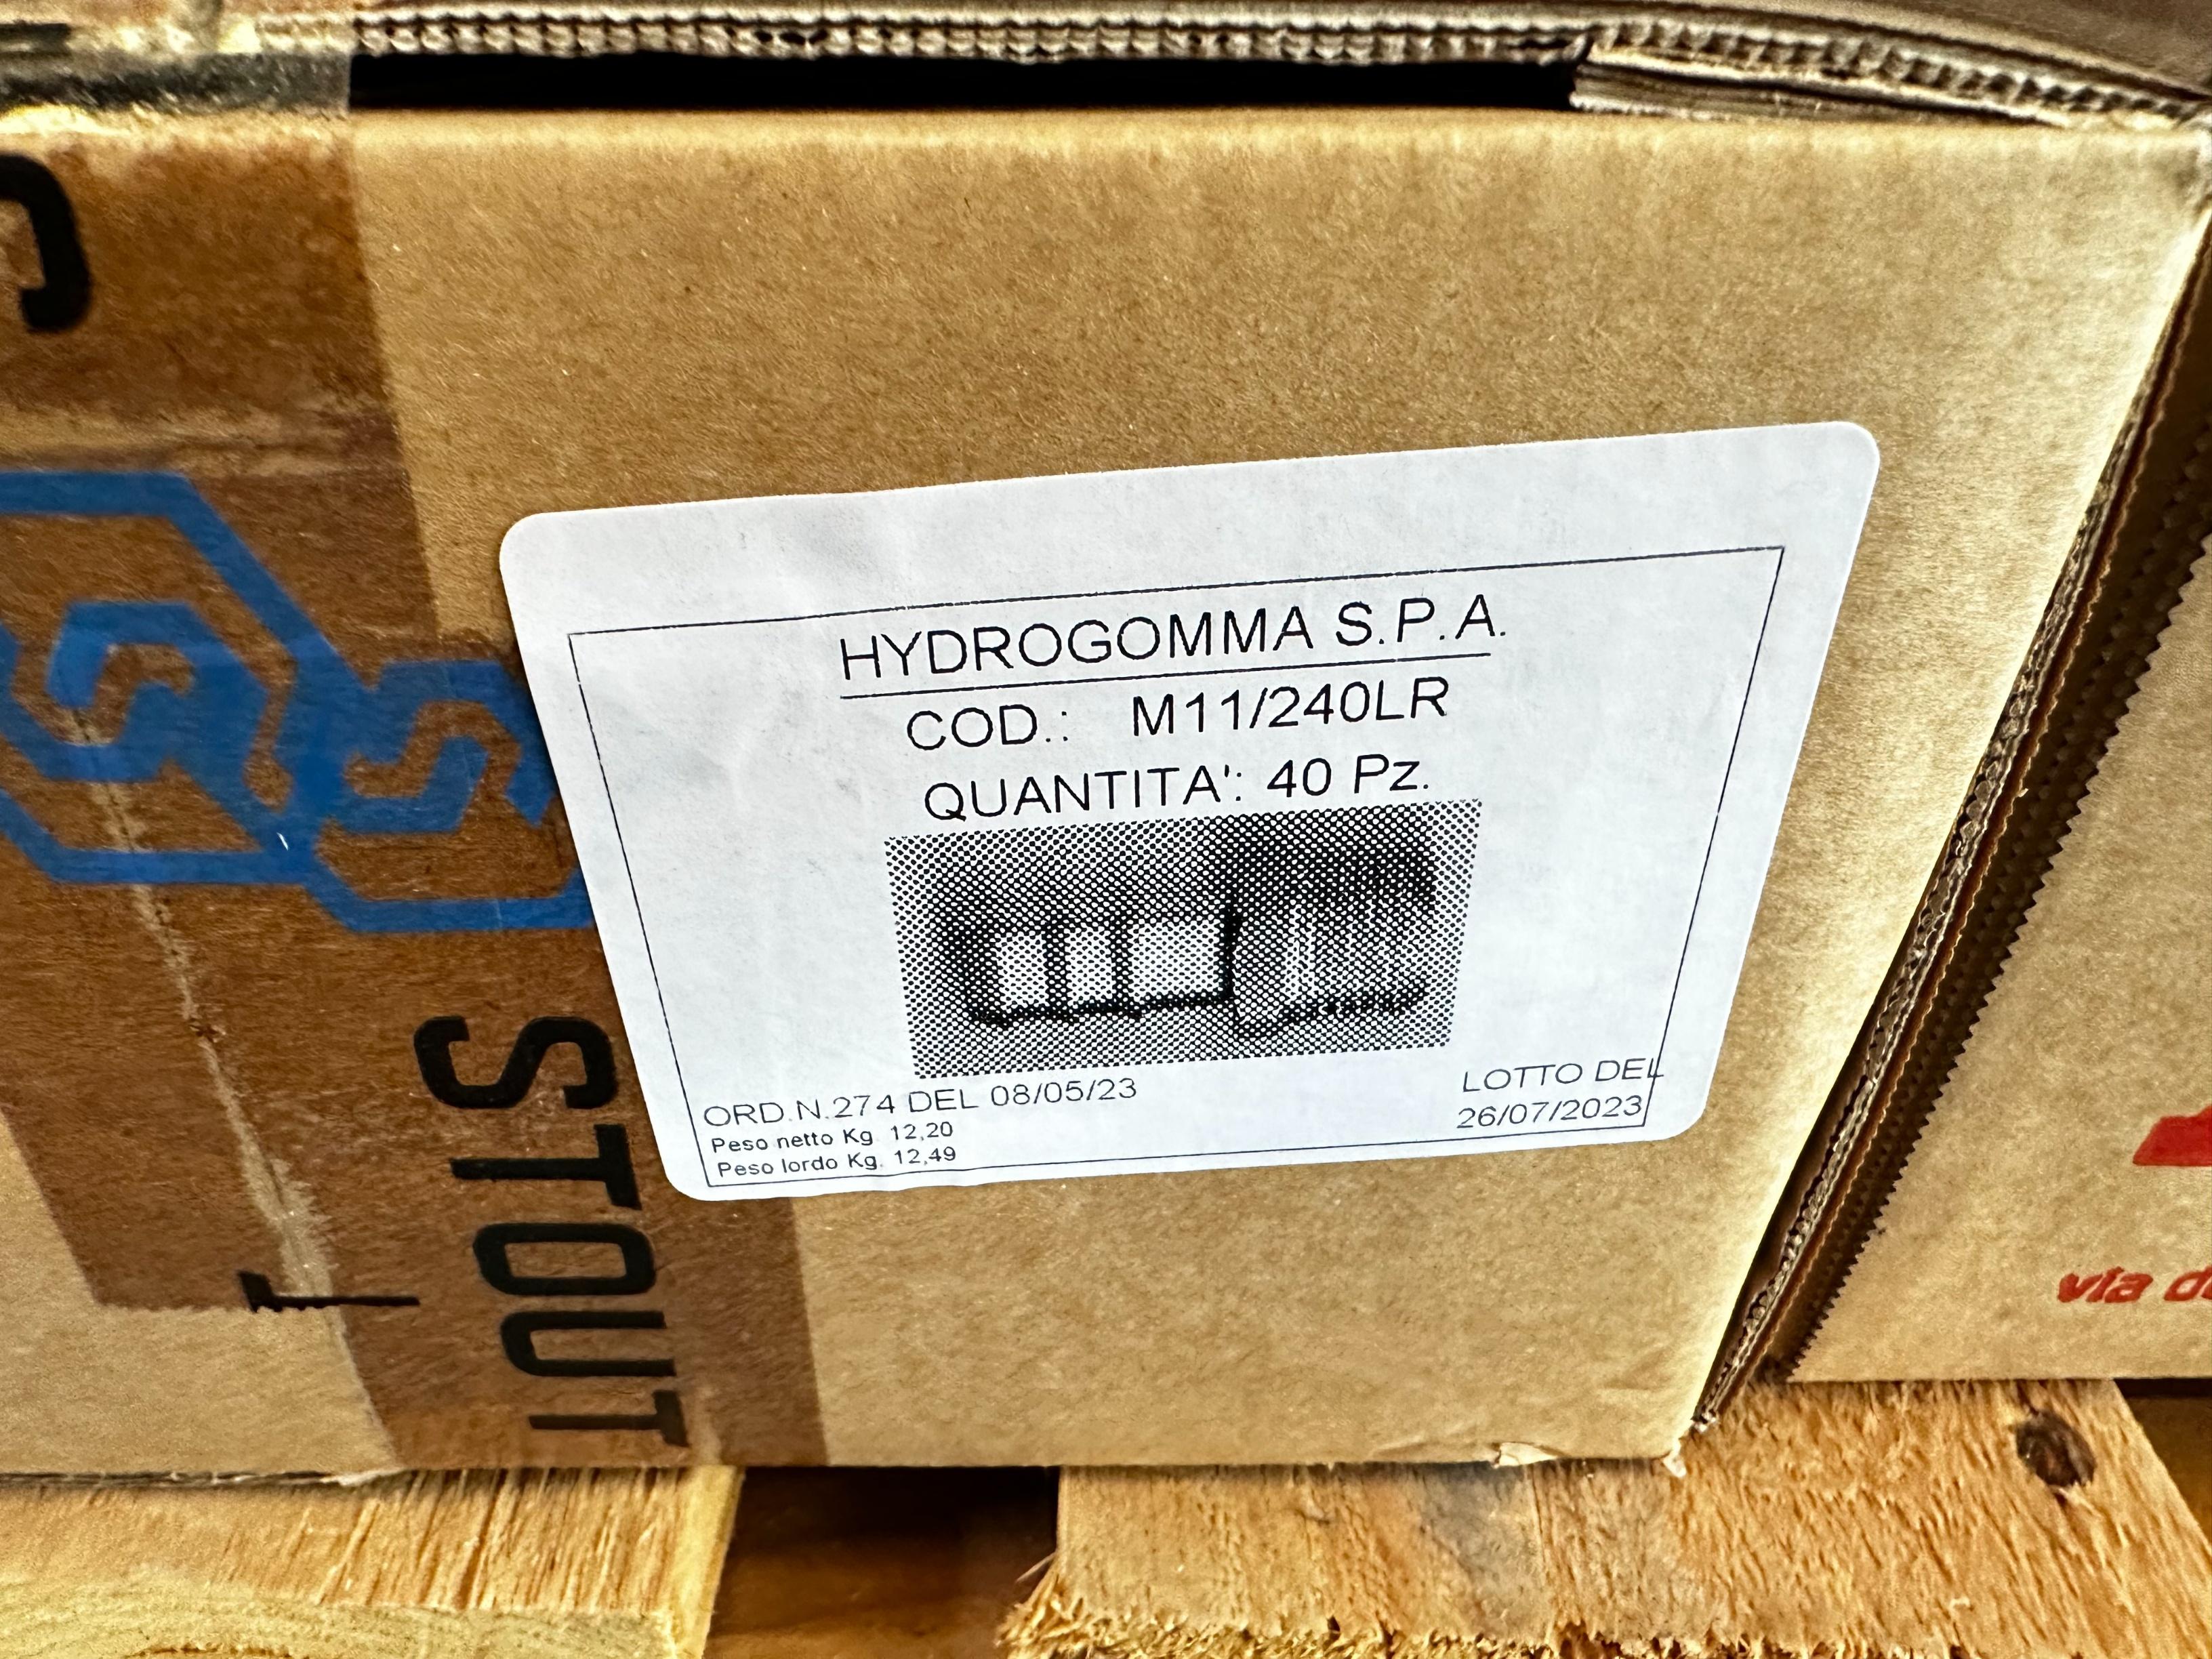 HYDROGOMMA S.P.A.
COD.: M11/240LR
QUANTITA': 40 Pz.
ORD.N.274 DEL 08/05/23
Peso netto Kg. 12,20
Peso lordo Kg. 12,49
LOTTO DEL
26/07/2023
STOUT
via d